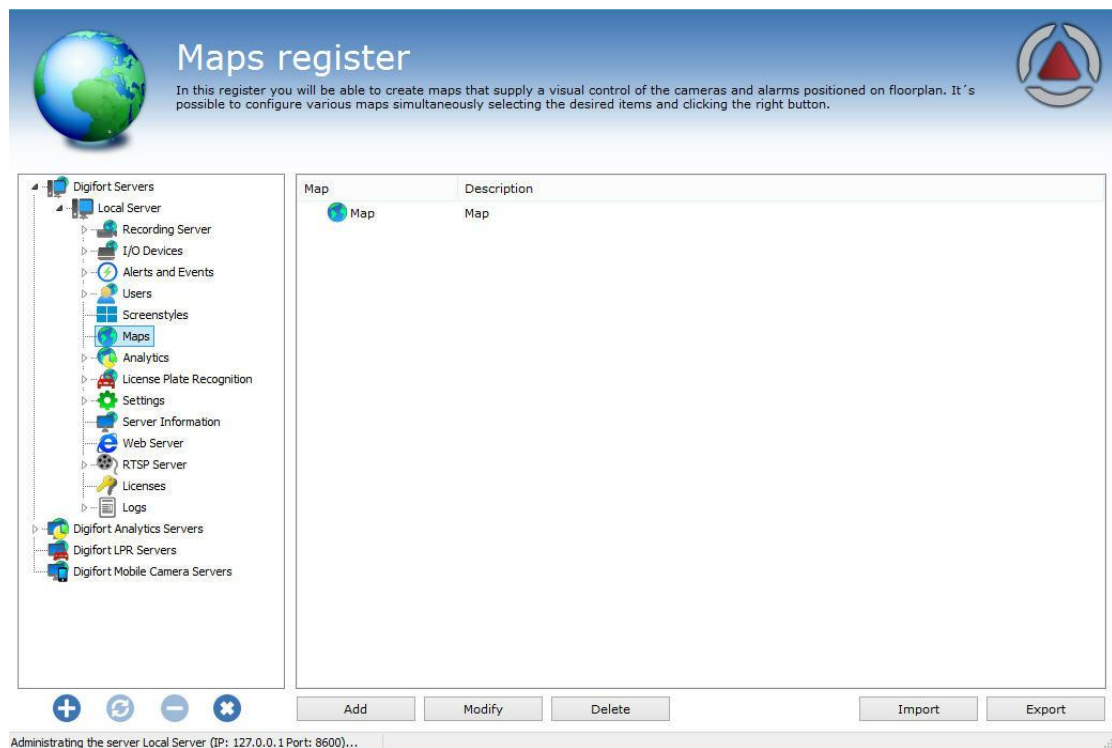 Maps register
In this register you will be able to create maps that supply a visual control of the cameras and alarms positioned on floorplan. It´s
possible to configure various maps simultaneously selecting the desired items and clicking the right button.
Digifort Servers
Local Server
Recording Server
I/O Devices
Alerts and Events
Users
Screenstyles
Maps
Analytics
License Plate Recognition
Settings
Server Information
Web Server
RTSP Server
Licenses
Logs
Digifort Analytics Servers
Digifort LPR Servers
Digifort Mobile Camera Servers
Map Description
Map Map
Add Modify Delete Import Export
Administrating the server Local Server (IP: 127.0.0.1 Port: 8600)...